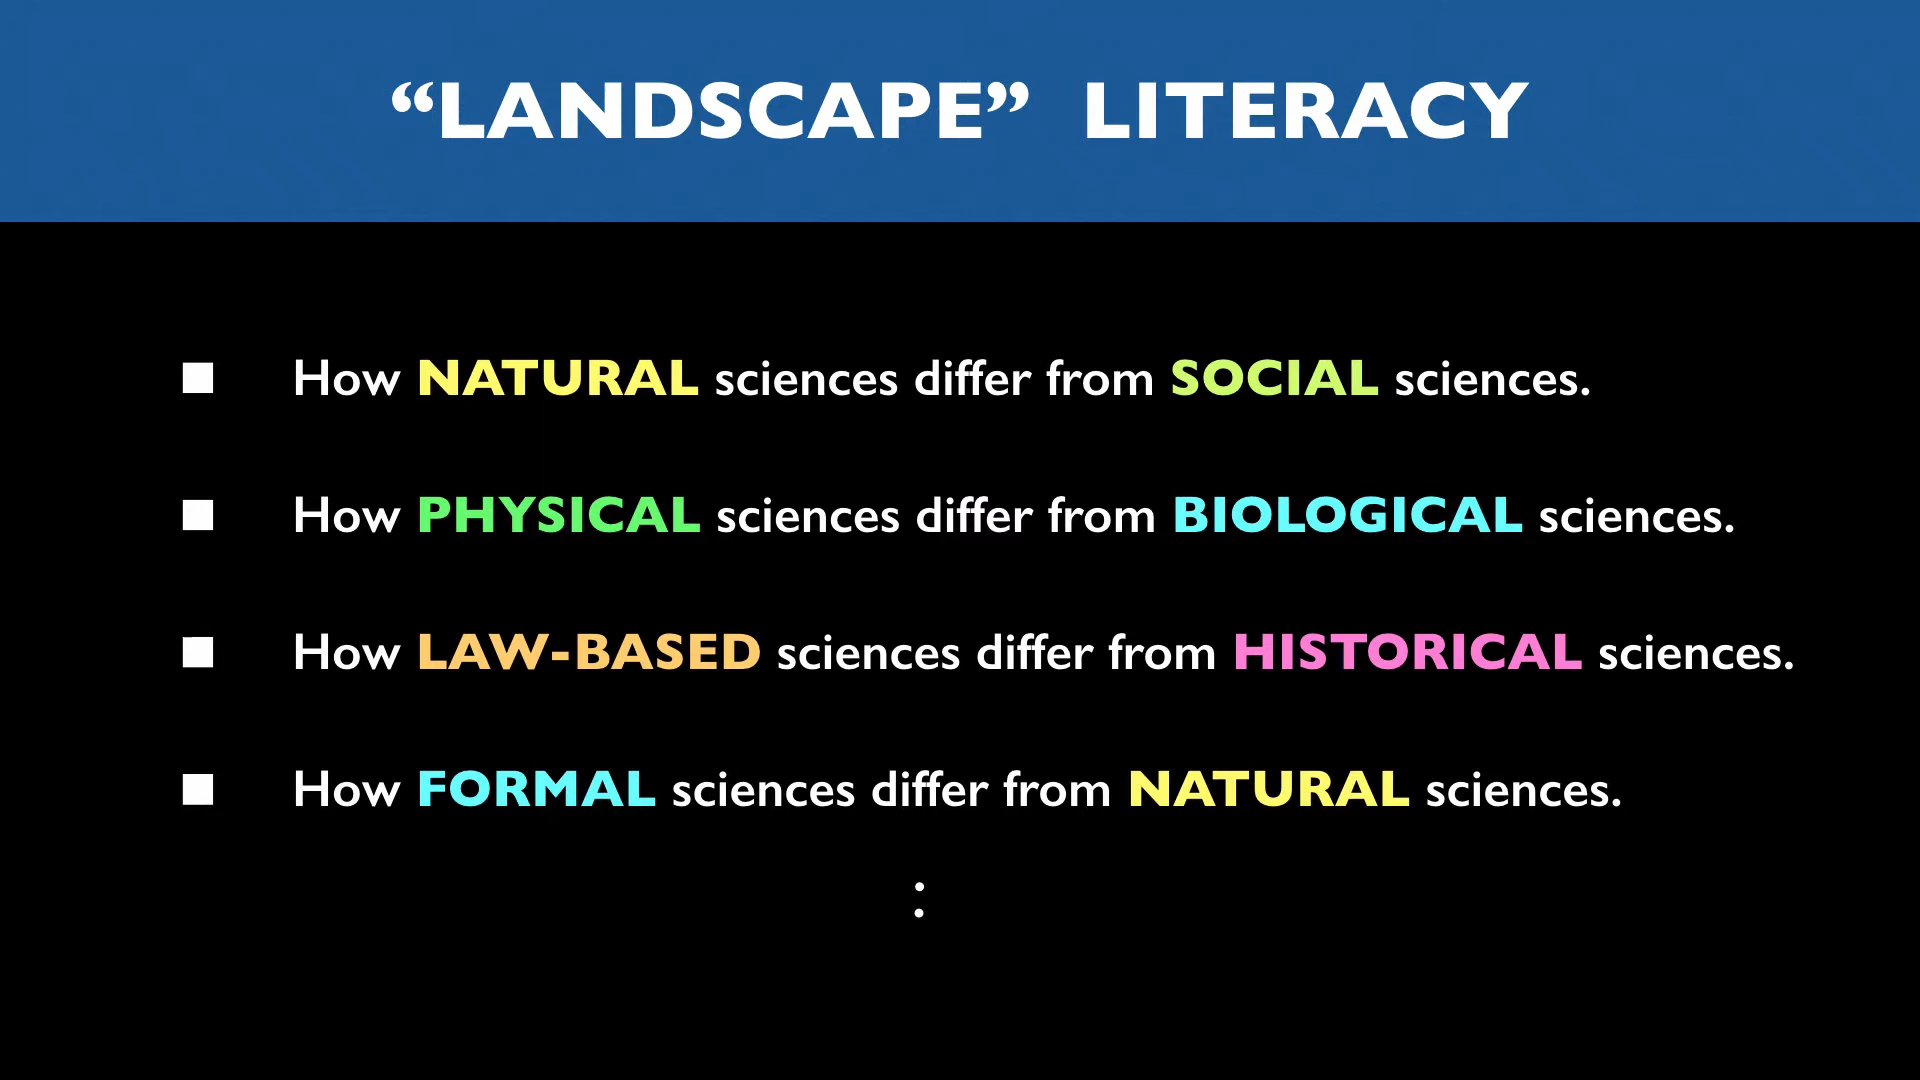 “LANDSCAPE” LITERACY
■ How NATURAL sciences differ from SOCIAL sciences.
■ How PHYSICAL sciences differ from BIOLOGICAL sciences.
■ How LAW-BASED sciences differ from HISTORICAL sciences.
■ How FORMAL sciences differ from NATURAL sciences.
: